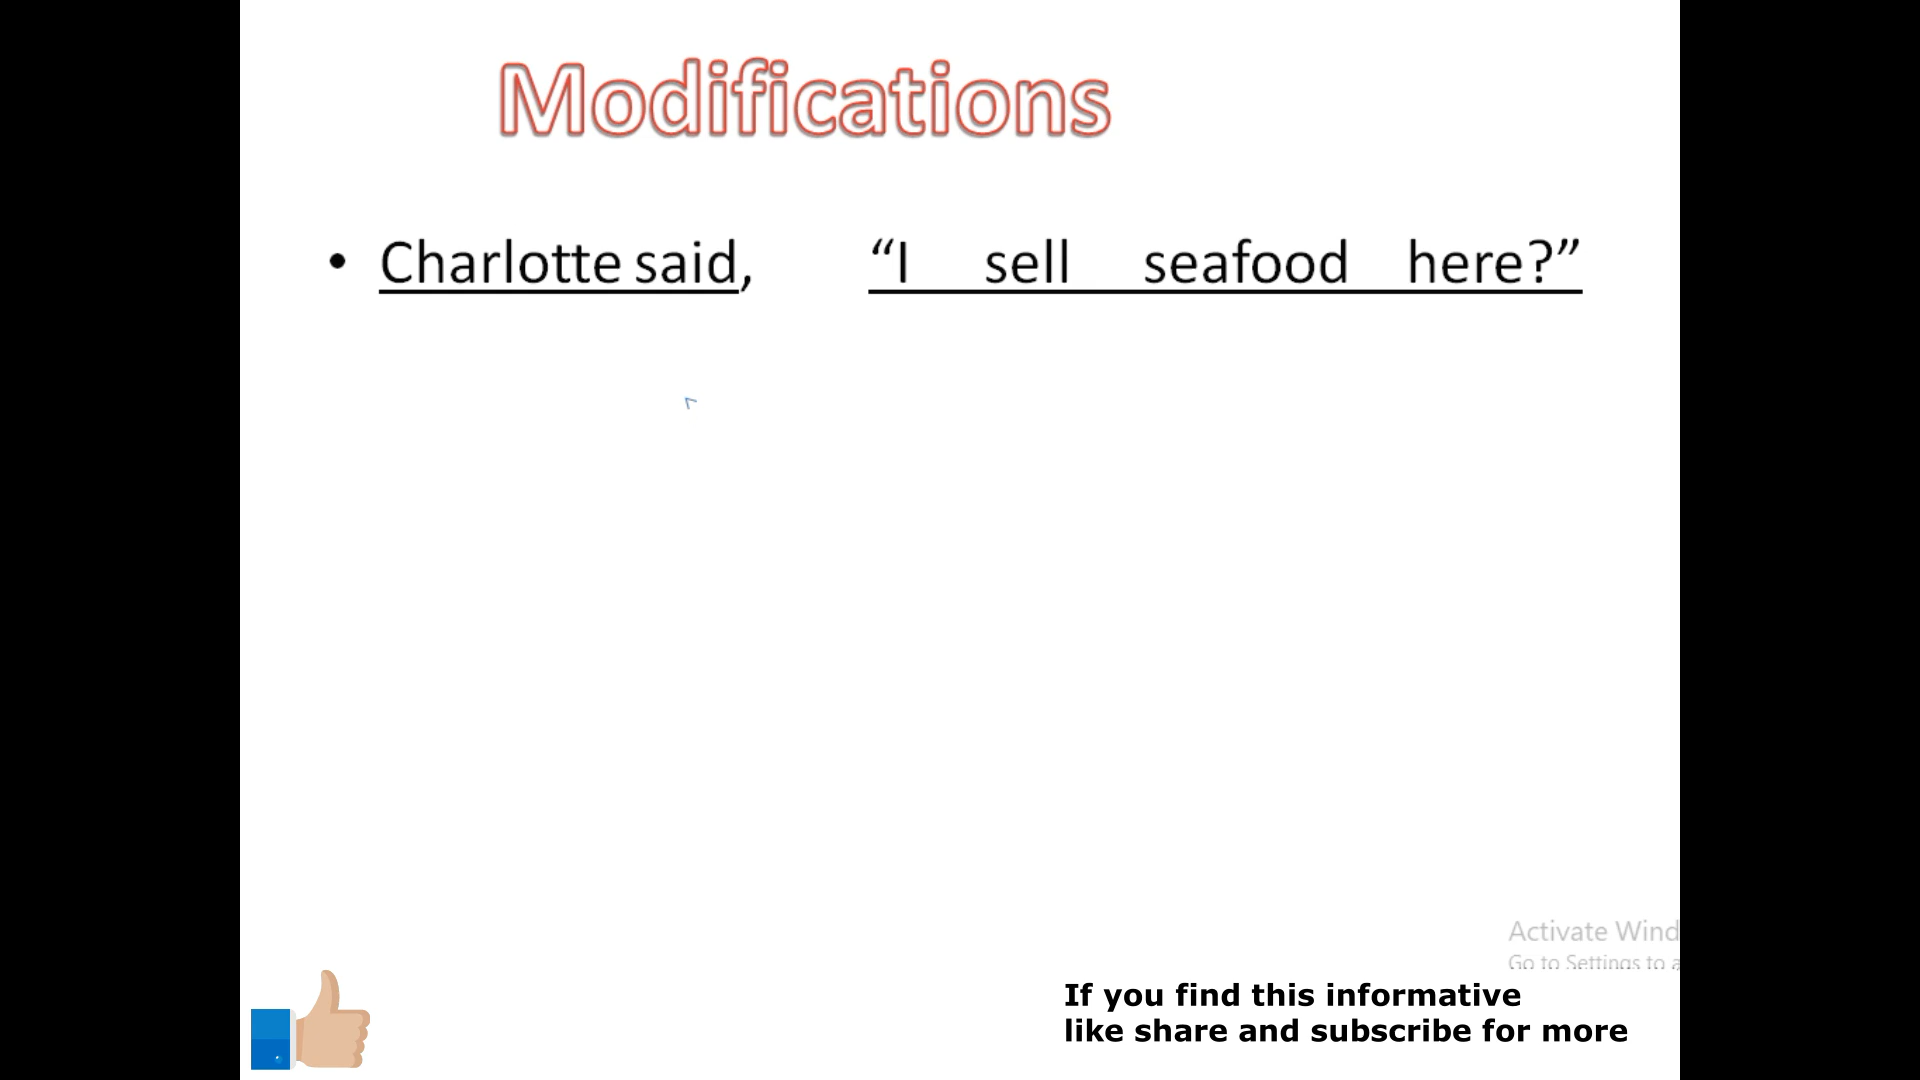 Modifications
• Charlotte said, “I sell seafood here?”
Activate Wind
Go to Settings to a
If you find this informative
like share and subscribe for more